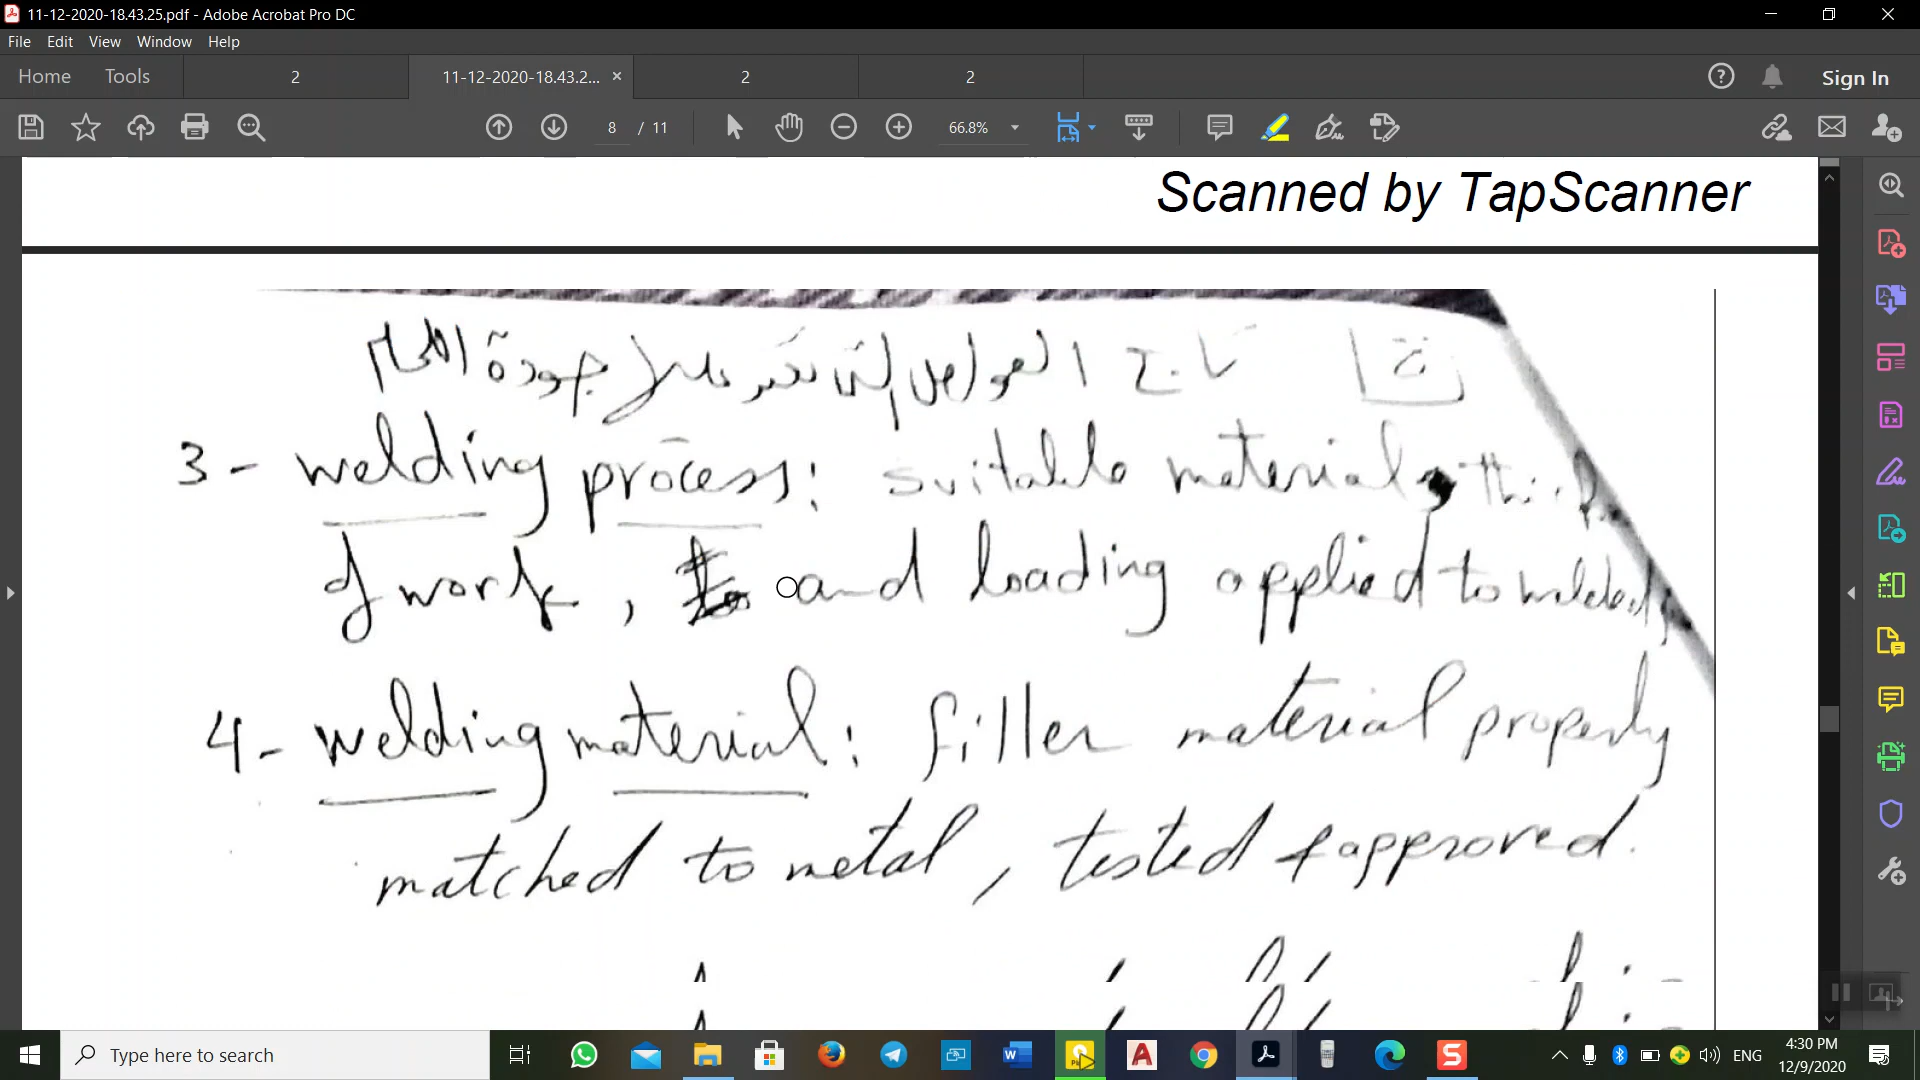 11-12-2020-18.43.25.pdf - Adobe Acrobat Pro DC
File Edit View Window Help
Home Tools 2 11-12-2020-18.43.2... × 2 2 Sign In
8 / 11 66.8%
Scanned by TapScanner
تابع العوامل التى تؤثر على جودة اللحام
3 - welding process: suitable material,
of work, and loading applied to welded
4 - welding material: filler material properly
matched to metal, tested & approved.
Type here to search
ENG 4:30 PM
12/9/2020